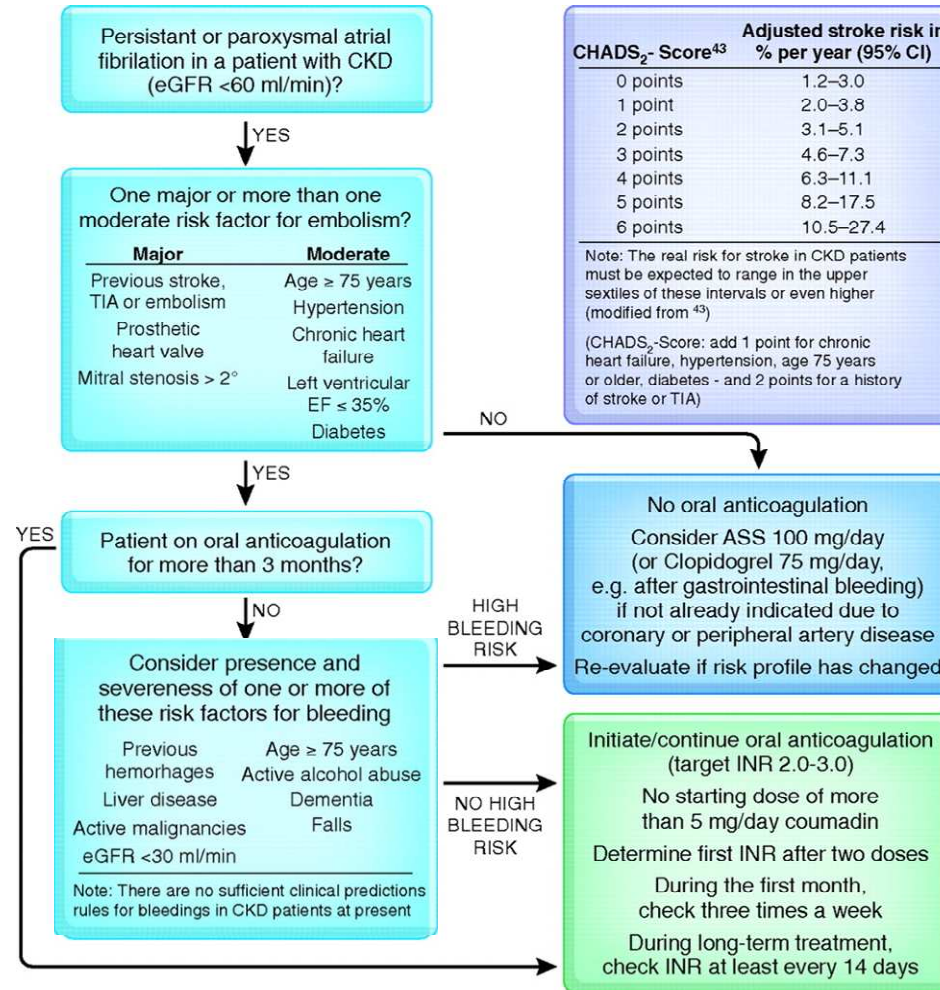 Persistant or paroxysmal atrial
fibrilation in a patient with CKD
(eGFR <60 ml/min)?
YES
One major or more than one
moderate risk factor for embolism?
Major Moderate
Previous stroke,
TIA or embolism
Prosthetic
heart valve
Mitral stenosis > 2°
Age ≥ 75 years
Hypertension
Chronic heart
failure
Left ventricular
EF ≤ 35%
Diabetes
NO
YES
YES
Patient on oral anticoagulation
for more than 3 months?
NO
Consider presence and
severeness of one or more of
these risk factors for bleeding
Previous
hemorhages
Liver disease
Active malignancies
eGFR <30 ml/min
Age ≥ 75 years
Active alcohol abuse
Dementia
Falls
Note: There are no sufficient clinical predictions
rules for bleedings in CKD patients at present
HIGH
BLEEDING
RISK
NO HIGH
BLEEDING
RISK
CHADS₂- Score⁴³ Adjusted stroke risk in
% per year (95% CI)
0 points 1.2–3.0
1 point 2.0–3.8
2 points 3.1–5.1
3 points 4.6–7.3
4 points 6.3–11.1
5 points 8.2–17.5
6 points 10.5–27.4
Note: The real risk for stroke in CKD patients
must be expected to range in the upper
sextiles of these intervals or even higher
(modified from ⁴³)
(CHADS₂-Score: add 1 point for chronic
heart failure, hypertension, age 75 years
or older, diabetes - and 2 points for a history
of stroke or TIA)
No oral anticoagulation
Consider ASS 100 mg/day
(or Clopidogrel 75 mg/day,
e.g. after gastrointestinal bleeding)
if not already indicated due to
coronary or peripheral artery disease
Re-evaluate if risk profile has changed
Initiate/continue oral anticoagulation
(target INR 2.0-3.0)
No starting dose of more
than 5 mg/day coumadin
Determine first INR after two doses
During the first month,
check three times a week
During long-term treatment,
check INR at least every 14 days